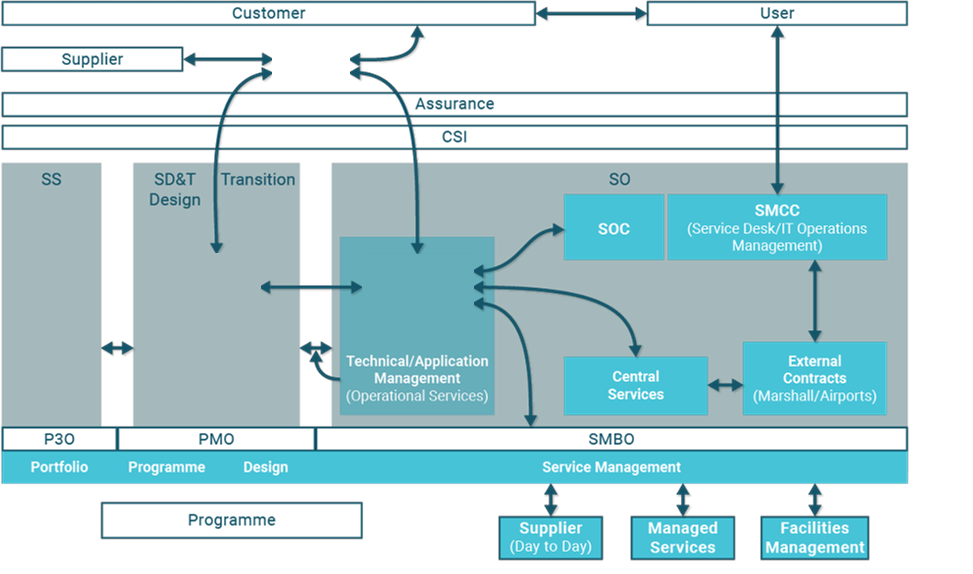 Customer
User
Supplier
Assurance
CSI
SS
SD&T
Design
Transition
SO
SOC
SMCC
(Service Desk/IT Operations
Management)
Technical/Application
Management
(Operational Services)
Central
Services
External
Contracts
(Marshall/Airports)
P3O
PMO
SMBO
Portfolio
Programme
Design
Service Management
Programme
Supplier
(Day to Day)
Managed
Services
Facilities
Management